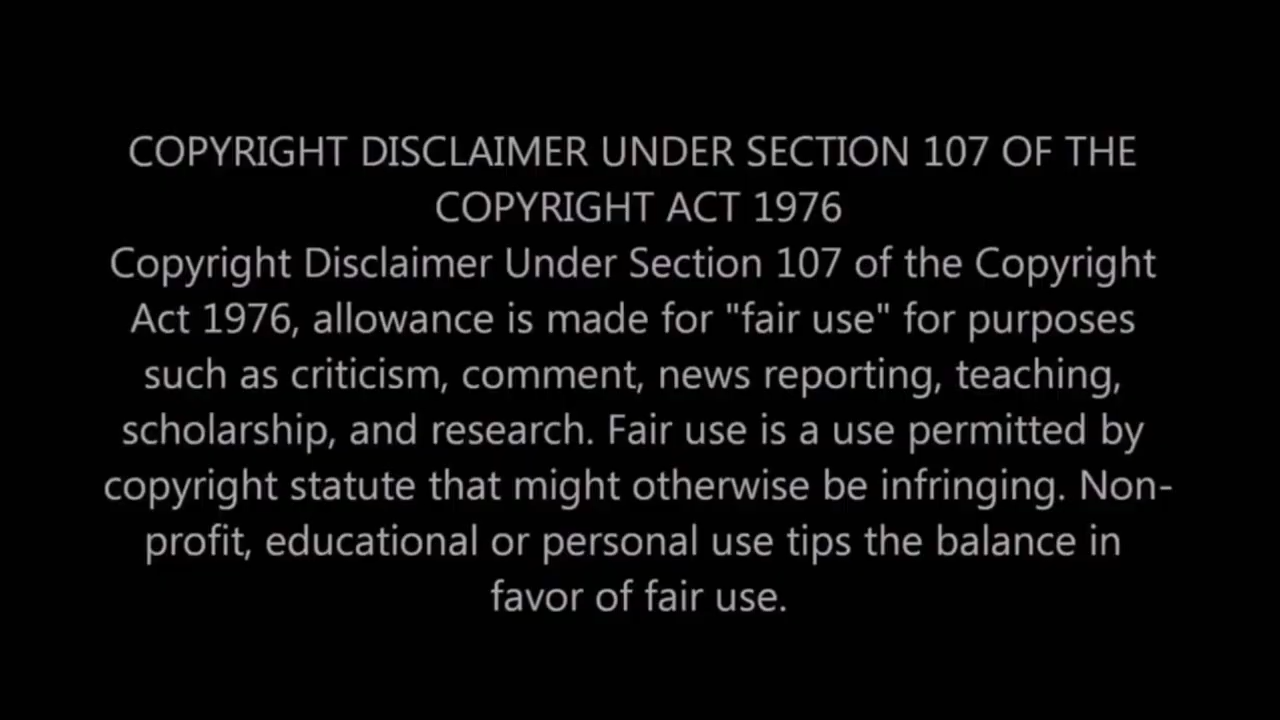 COPYRIGHT DISCLAIMER UNDER SECTION 107 OF THE
COPYRIGHT ACT 1976
Copyright Disclaimer Under Section 107 of the Copyright
Act 1976, allowance is made for "fair use" for purposes
such as criticism, comment, news reporting, teaching,
scholarship, and research. Fair use is a use permitted by
copyright statute that might otherwise be infringing. Non-
profit, educational or personal use tips the balance in
favor of fair use.